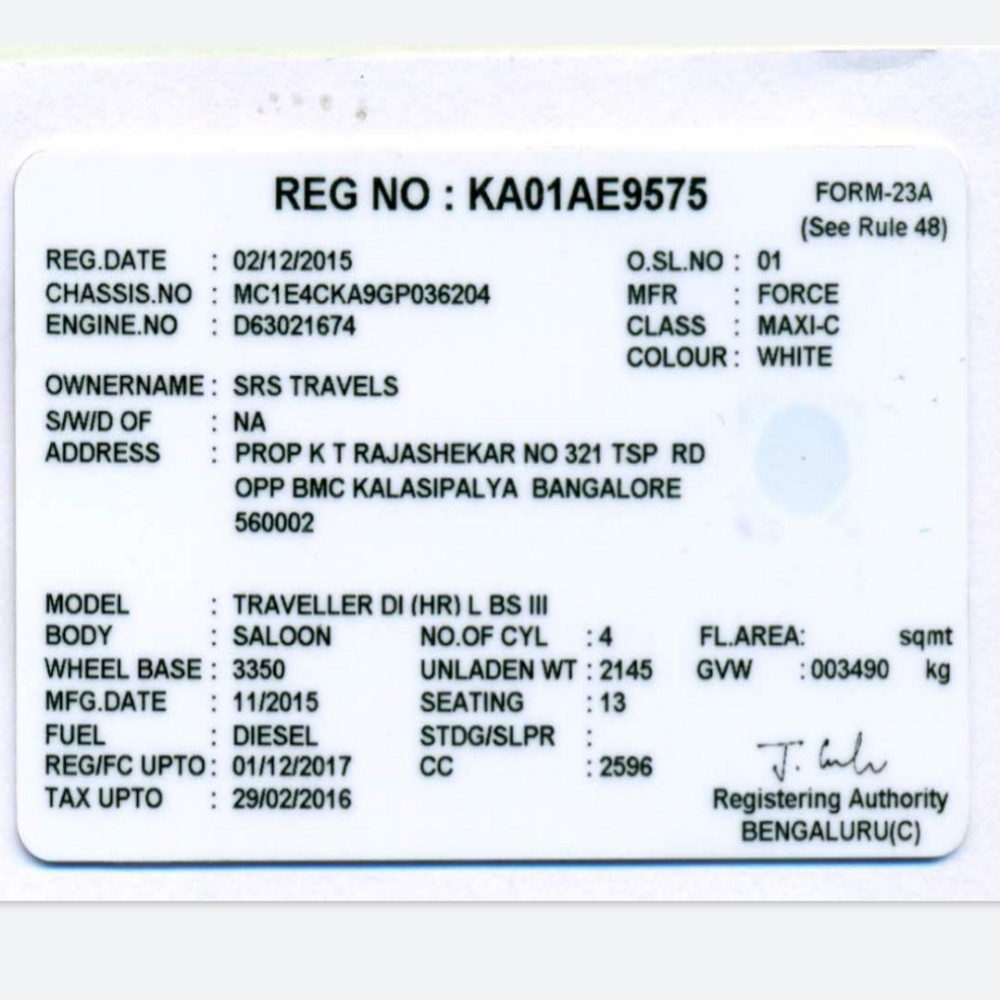 REG NO : KA01AE9575
FORM-23A
(See Rule 48)
REG.DATE : 02/12/2015
O.SL.NO : 01
CHASSIS.NO : MC1E4CKA9GP036204
MFR : FORCE
ENGINE.NO : D63021674
CLASS : MAXI-C
COLOUR : WHITE
OWNERNAME : SRS TRAVELS
S/W/D OF : NA
ADDRESS : PROP K T RAJASHEKAR NO 321 TSP RD
OPP BMC KALASIPALYA BANGALORE
560002
MODEL : TRAVELLER DI (HR) L BS III
BODY : SALOON NO.OF CYL : 4 FL.AREA: sqmt
WHEEL BASE : 3350 UNLADEN WT : 2145 GVW : 003490 kg
MFG.DATE : 11/2015 SEATING : 13
FUEL : DIESEL STDG/SLPR :
REG/FC UPTO : 01/12/2017 CC : 2596
TAX UPTO : 29/02/2016
Registering Authority
BENGALURU(C)